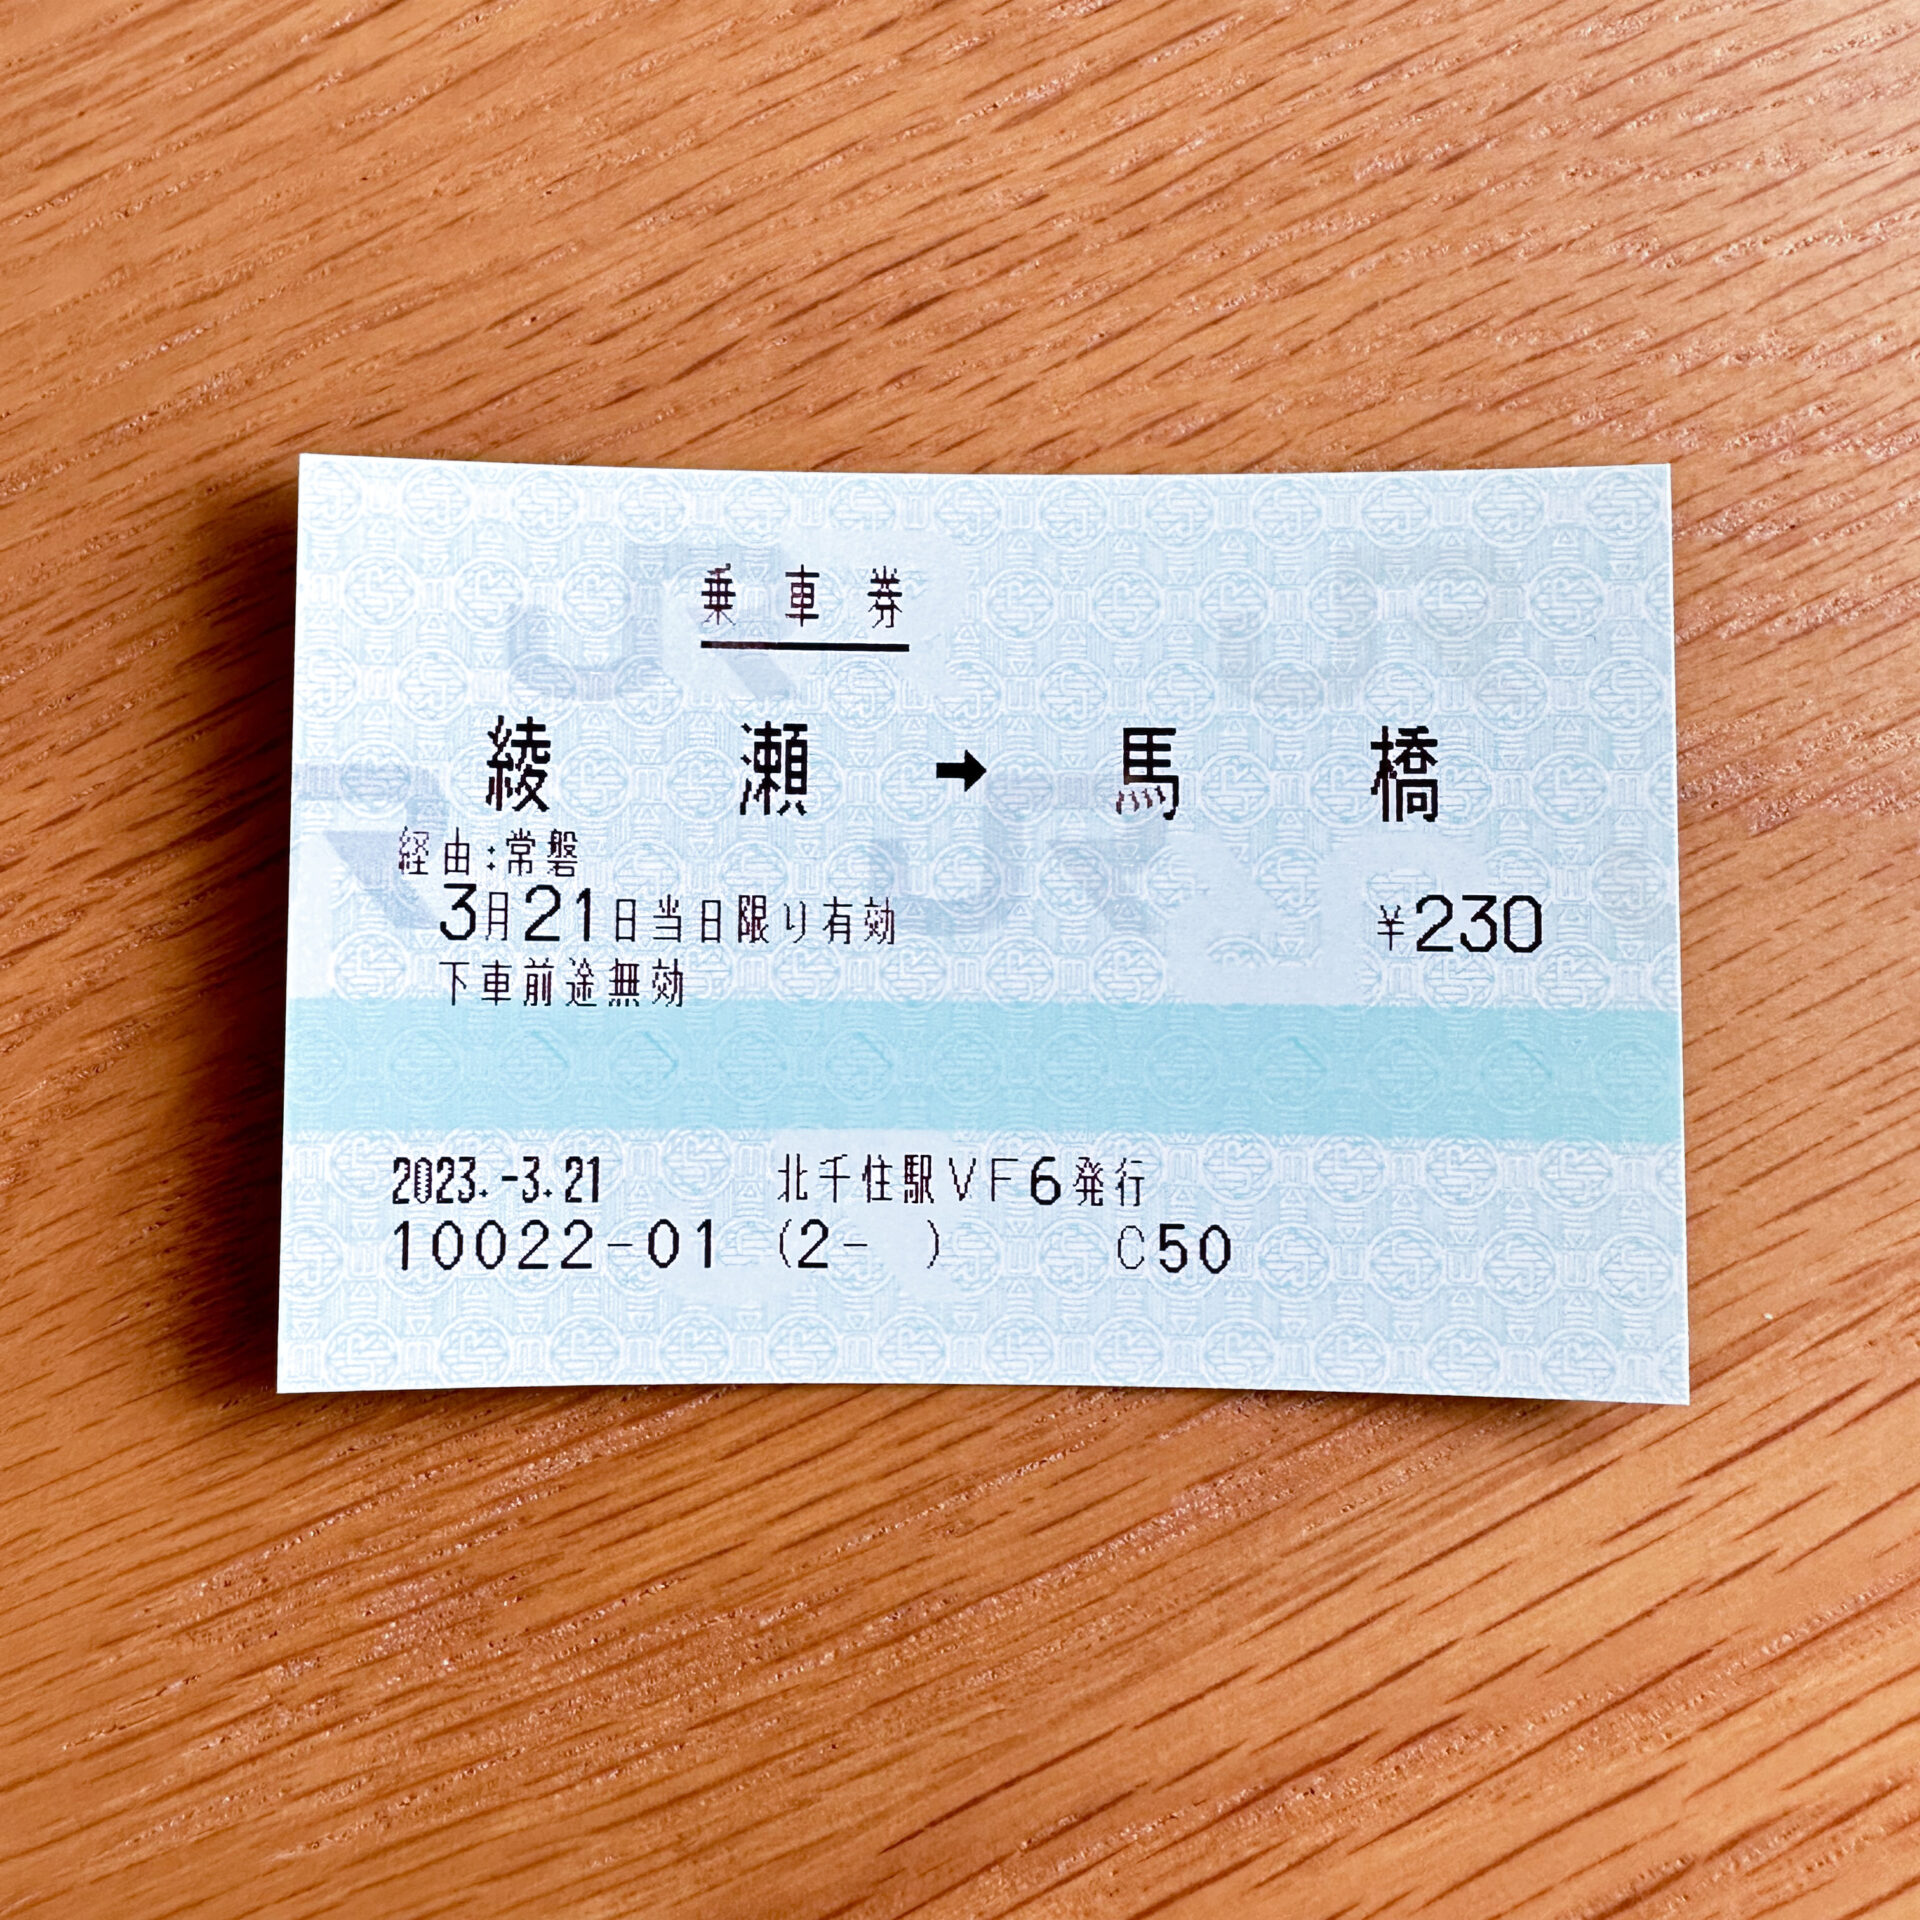 乗車券
綾瀬➡馬橋
経由:常磐
3月21日当日限り有効 ¥230
下車前途無効
2023.-3.21 北千住駅VF6発行
10022-01 (2- ) C50